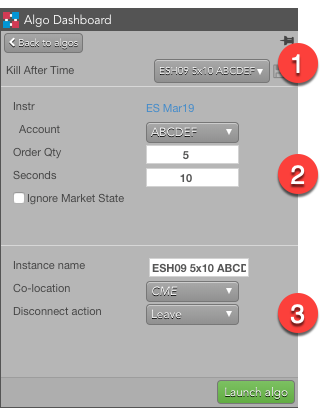 Algo Dashboard
Back to algos
Kill After Time ESH09 5x10 ABCDEF
1
Instr ES Mar19
Account ABCDEF
Order Qty 5
Seconds 10
2
Ignore Market State
Instance name ESH09 5x10 ABCD
Co-location CME
Disconnect action Leave
3
Launch algo